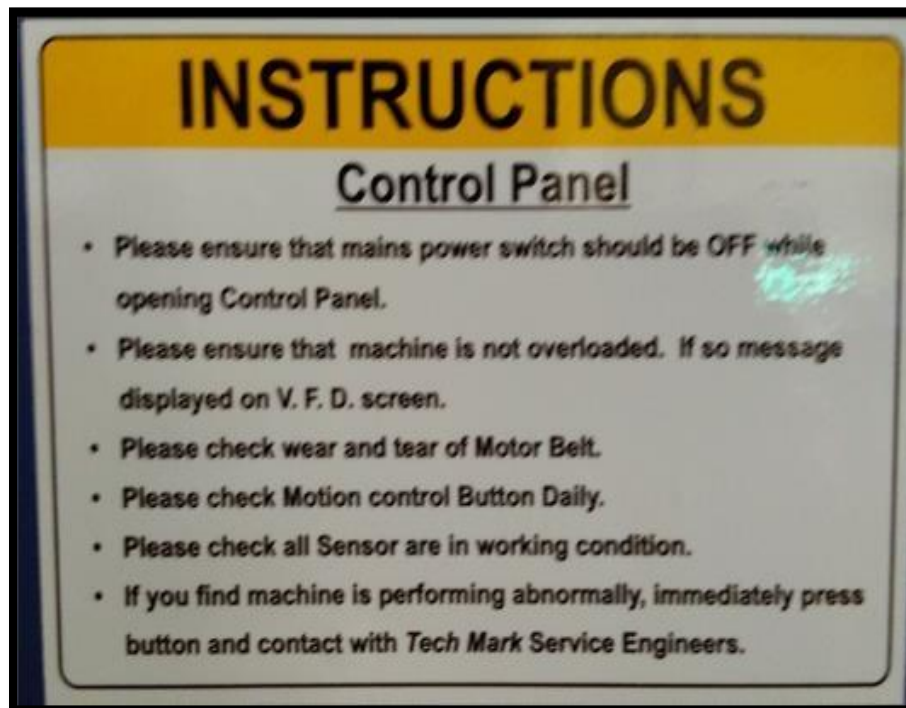 INSTRUCTIONS
Control Panel
• Please ensure that mains power switch should be OFF while
opening Control Panel.
• Please ensure that machine is not overloaded. If so message
displayed on V. F. D. screen.
• Please check wear and tear of Motor Belt.
• Please check Motion control Button Daily.
• Please check all Sensor are in working condition.
• If you find machine is performing abnormally, immediately press
button and contact with Tech Mark Service Engineers.